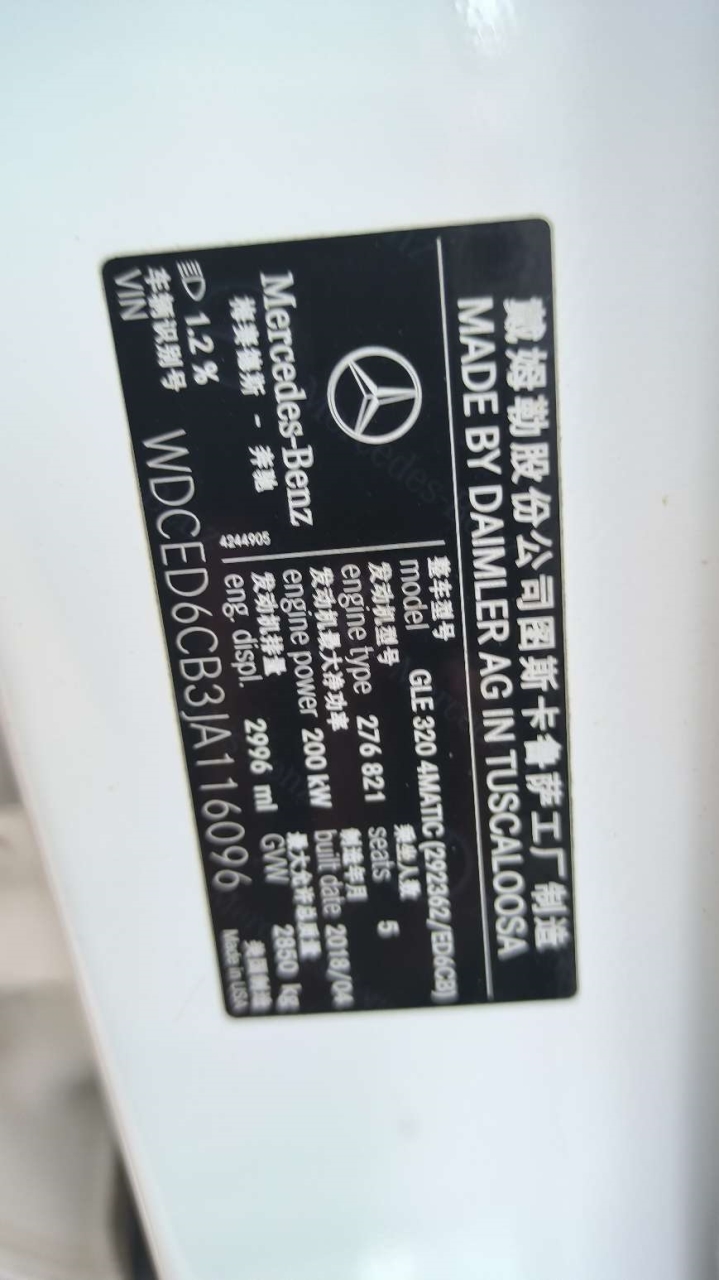 戴姆勒股份公司图斯卡鲁萨工厂制造
MADE BY DAIMLER AG IN TUSCALOOSA
Mercedes-Benz
梅赛德斯 - 奔驰
4244905
整车型号
model GLE 320 4MATIC (292362/ED6CB)
发动机型号 乘坐人数
engine type 276 821 seats 5
发动机最大净功率 制造年月
engine power 200 kW built date 2018/04
发动机排量 最大允许总质量
eng. displ. 2996 ml GVW 2850 kg
1.2 %
车辆识别号 美国制造
VIN WDCED6CB3JA116096 Made in USA